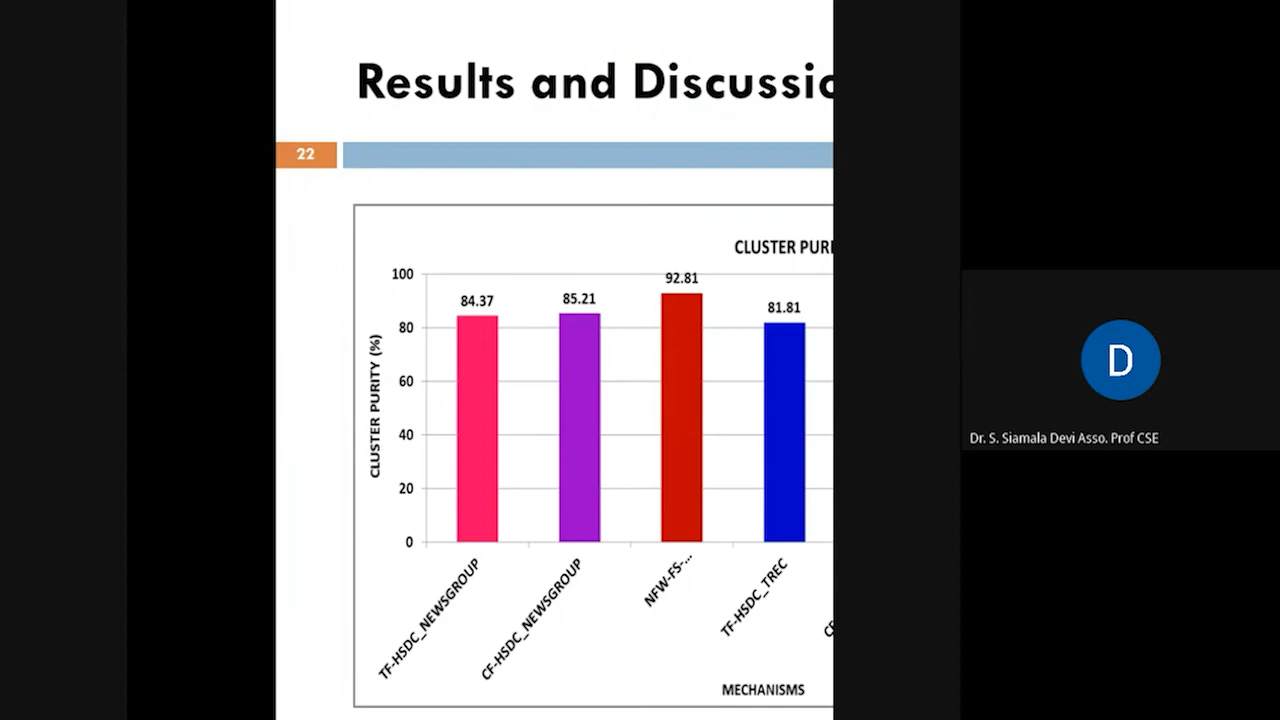 Results and Discussio
22
CLUSTER PURI
100
80
60
40
20
0
CLUSTER PURITY (%)
84.37
85.21
92.81
81.81
TF-HSDC_NEWSGROUP
CF-HSDC_NEWSGROUP
NFW-FS-...
TF-HSDC_TREC
MECHANISMS
D
Dr. S. Siamala Devi Asso. Prof CSE